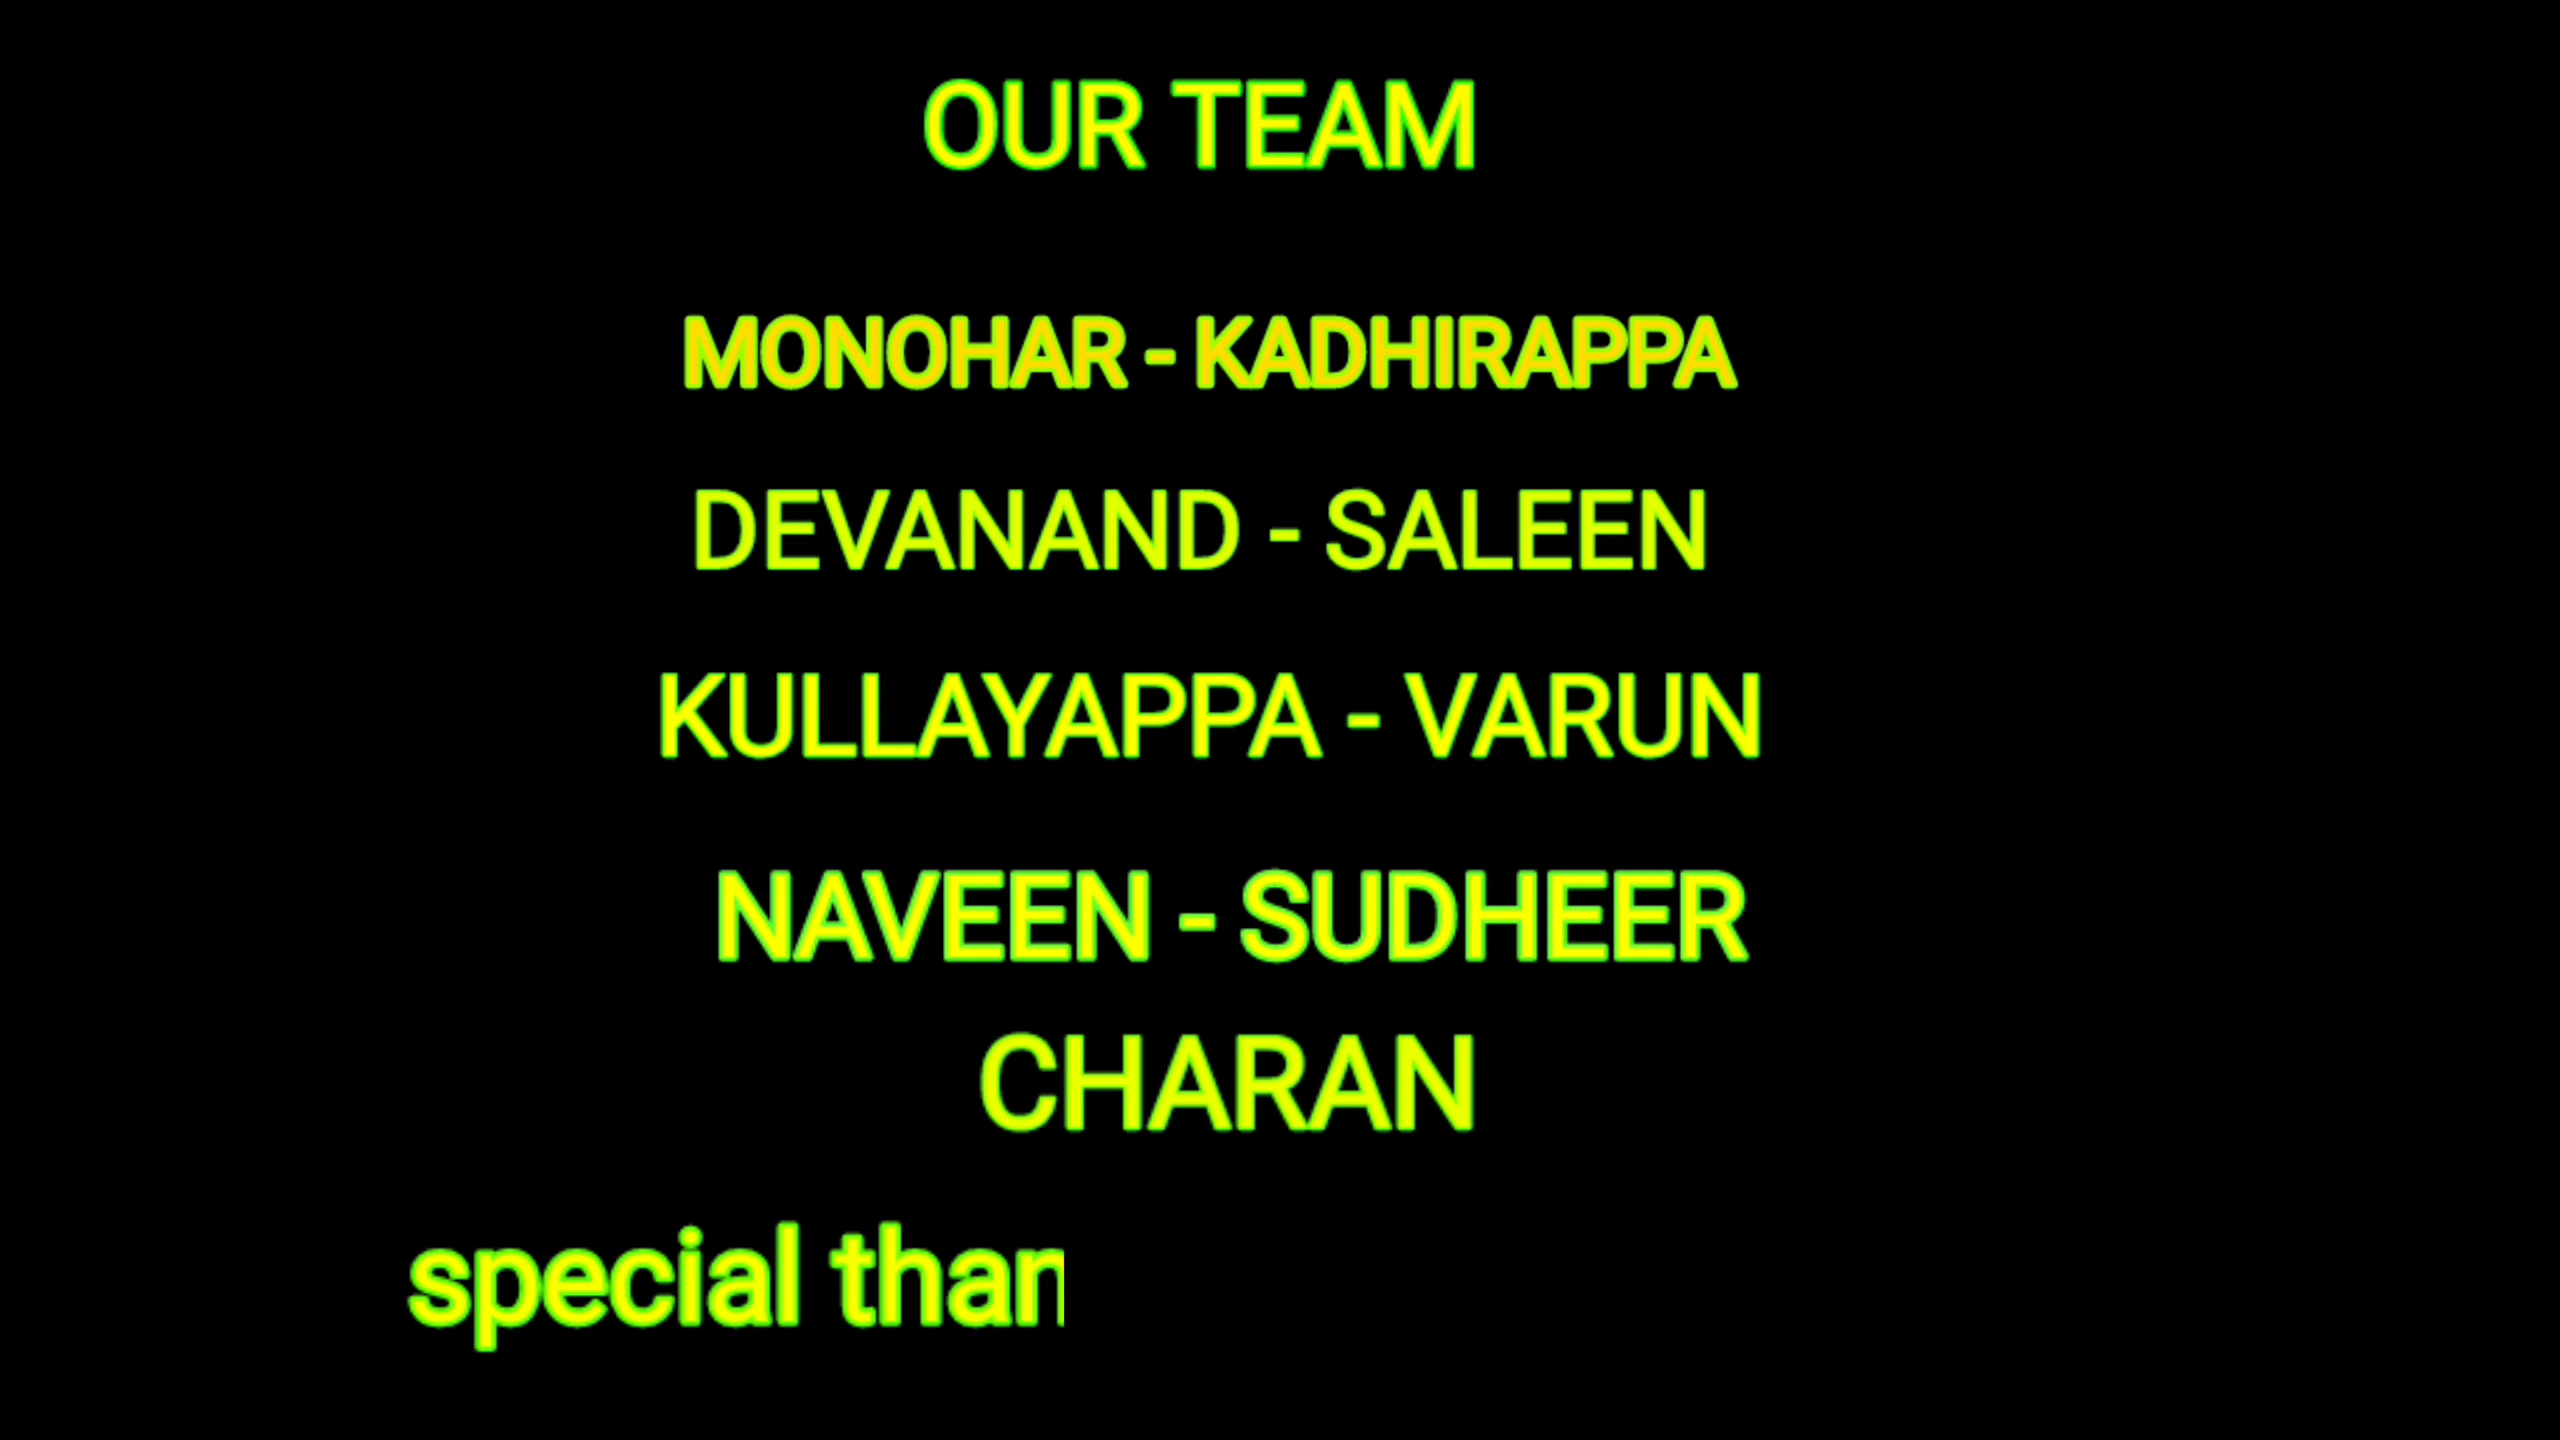 OUR TEAM
MONOHAR - KADHIRAPPA
DEVANAND - SALEEN
KULLAYAPPA - VARUN
NAVEEN - SUDHEER
CHARAN
special than